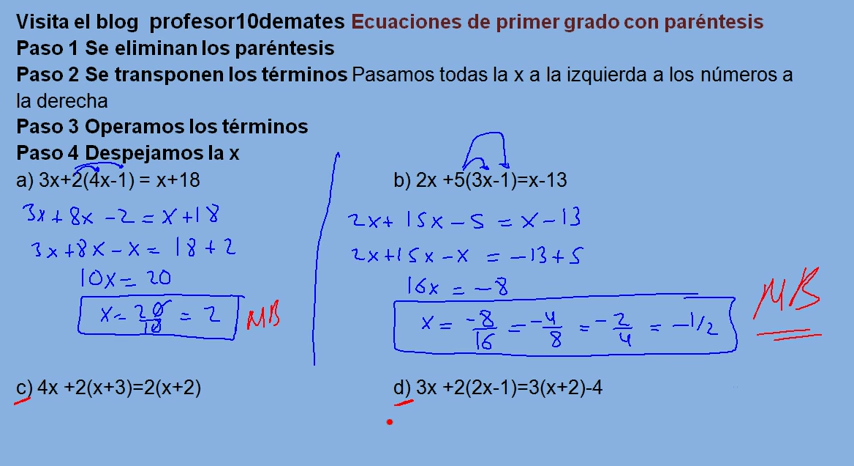 Visita el blog profesor10demates Ecuaciones de primer grado con paréntesis
Paso 1 Se eliminan los paréntesis
Paso 2 Se transponen los términos Pasamos todas la x a la izquierda a los números a
la derecha
Paso 3 Operamos los términos
Paso 4 Despejamos la x
a) 3x+2(4x-1) = x+18
3x+8x-2=x+18
3x+8x-x=18+2
10x=20
x=20/10=2 MB
b) 2x +5(3x-1)=x-13
2x+15x-5=x-13
2x+15x-x=-13+5
16x=-8
x=-8/16=-4/8=-2/4=-1/2 MB
c) 4x +2(x+3)=2(x+2)
d) 3x +2(2x-1)=3(x+2)-4